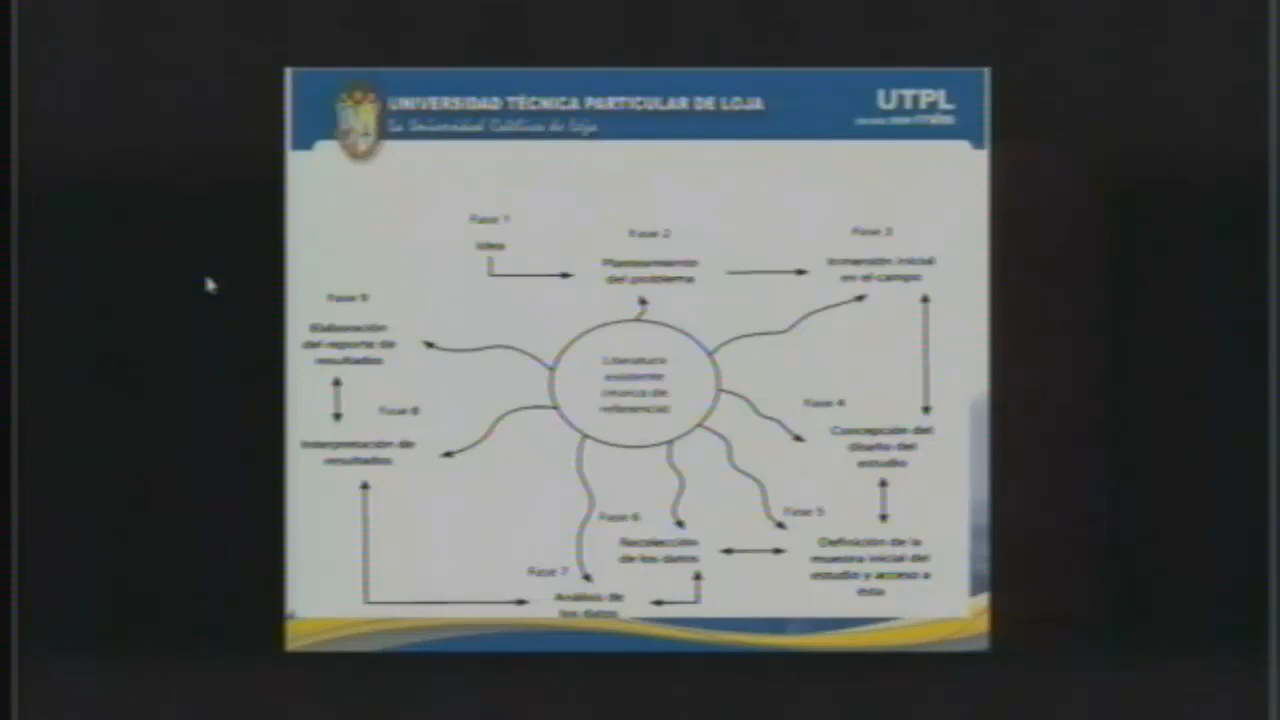 UNIVERSIDAD TÉCNICA PARTICULAR DE LOJA
La Universidad Católica de Loja
UTPL
Fase 1
Idea
Fase 2
Planteamiento
del problema
Fase 3
Inmersión inicial
en el campo
Fase 9
Elaboración
del reporte de
resultados
Literatura
existente
(marco de
referencia)
Fase 4
Concepción del
diseño del
estudio
Fase 8
Interpretación de
resultados
Fase 5
Definición de la
muestra inicial del
estudio y acceso a
ésta
Fase 6
Recolección
de los datos
Fase 7
Análisis de
los datos